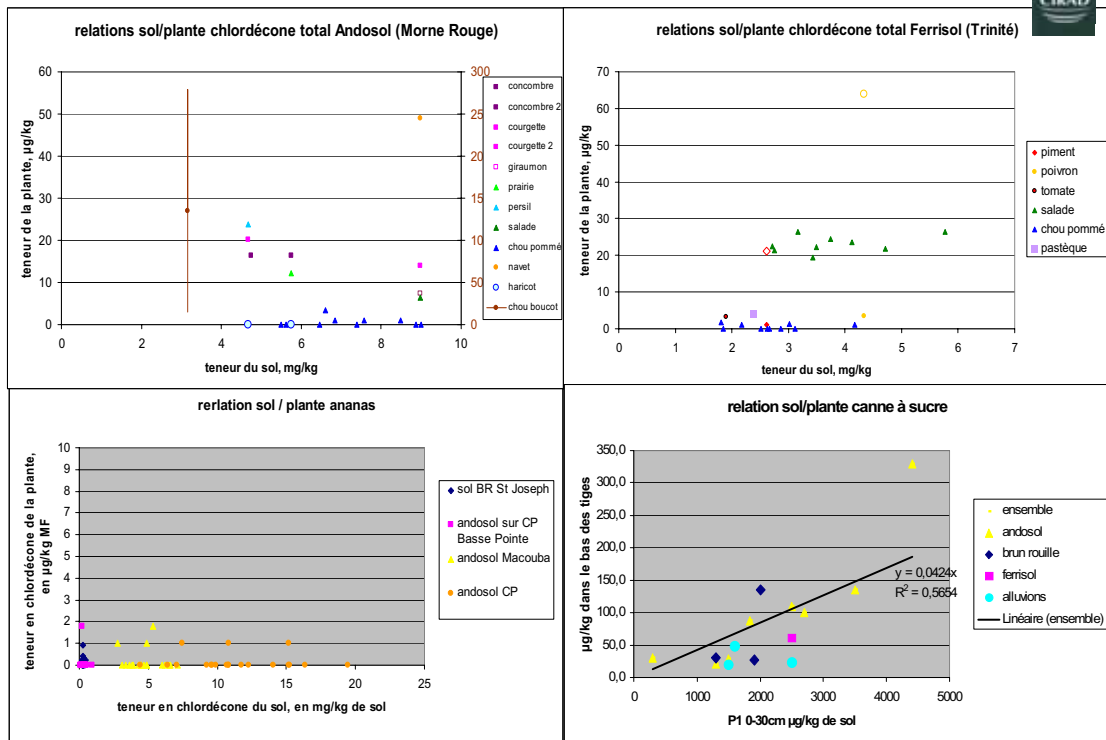 CIRAD
relations sol/plante chlordécone total Andosol (Morne Rouge)
teneur de la plante, µg/kg
60
50
40
30
20
10
0
300
250
200
150
100
50
0
0
2
4
6
8
10
teneur du sol, mg/kg
concombre
concombre 2
courgette
courgette 2
giraumon
prairie
persil
salade
chou pommé
navet
haricot
chou boucot
relations sol/plante chlordécone total Ferrisol (Trinité)
teneur de la plante, µg/kg
70
60
50
40
30
20
10
0
0
1
2
3
4
5
6
7
teneur du sol, mg/kg
piment
poivron
tomate
salade
chou pommé
pastèque
rerlation sol / plante ananas
teneur en chlordécone de la plante,
en µg/kg MF
10
9
8
7
6
5
4
3
2
1
0
0
5
10
15
20
25
teneur en chlordécone du sol, en mg/kg de sol
sol BR St Joseph
andosol sur CP
Basse Pointe
andosol Macouba
andosol CP
relation sol/plante canne à sucre
µg/kg dans le bas des tiges
350,0
300,0
250,0
200,0
150,0
100,0
50,0
0,0
0
1000
2000
3000
4000
5000
P1 0-30cm µg/kg de sol
y = 0,0424x
R² = 0,5654
ensemble
andosol
brun rouille
ferrisol
alluvions
Linéaire (ensemble)